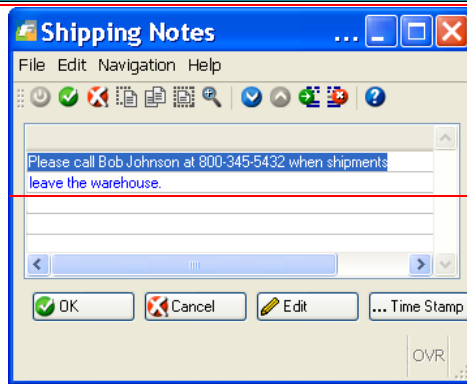 Shipping Notes ...
File Edit Navigation Help
Please call Bob Johnson at 800-345-5432 when shipments
leave the warehouse.
OK Cancel Edit ... Time Stamp
OVR